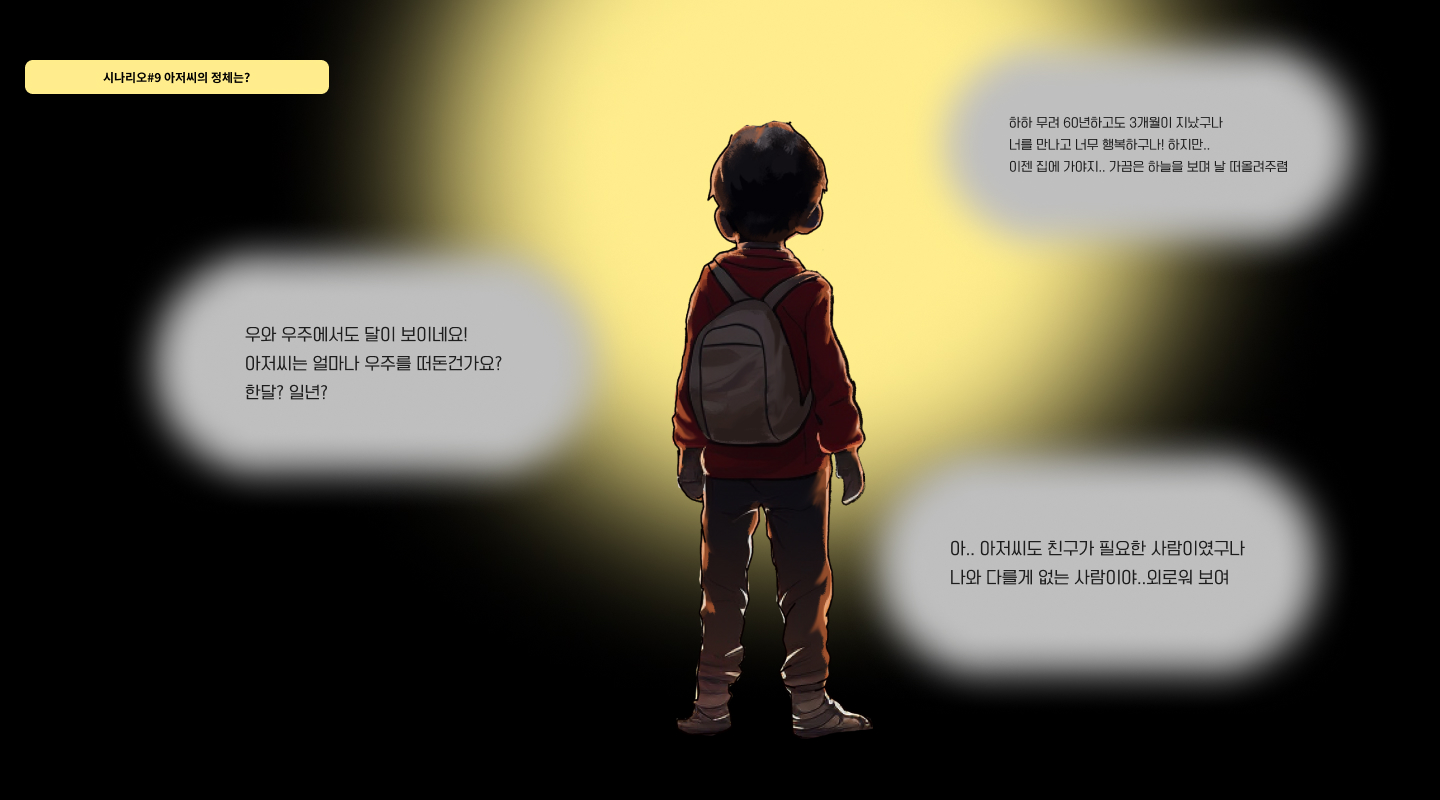 시나리오#9 아저씨의 정체는?
우와 우주에서도 달이 보이네요!
아저씨는 얼마나 우주를 떠돈건가요?
한달? 일년?
하하 무려 60년하고도 3개월이 지났구나
너를 만나고 너무 행복하구나! 하지만..
이젠 집에 가야지.. 가끔은 하늘을 보며 날 떠올려주렴
아.. 아저씨도 친구가 필요한 사람이였구나
나와 다를게 없는 사람이야..외로워 보여